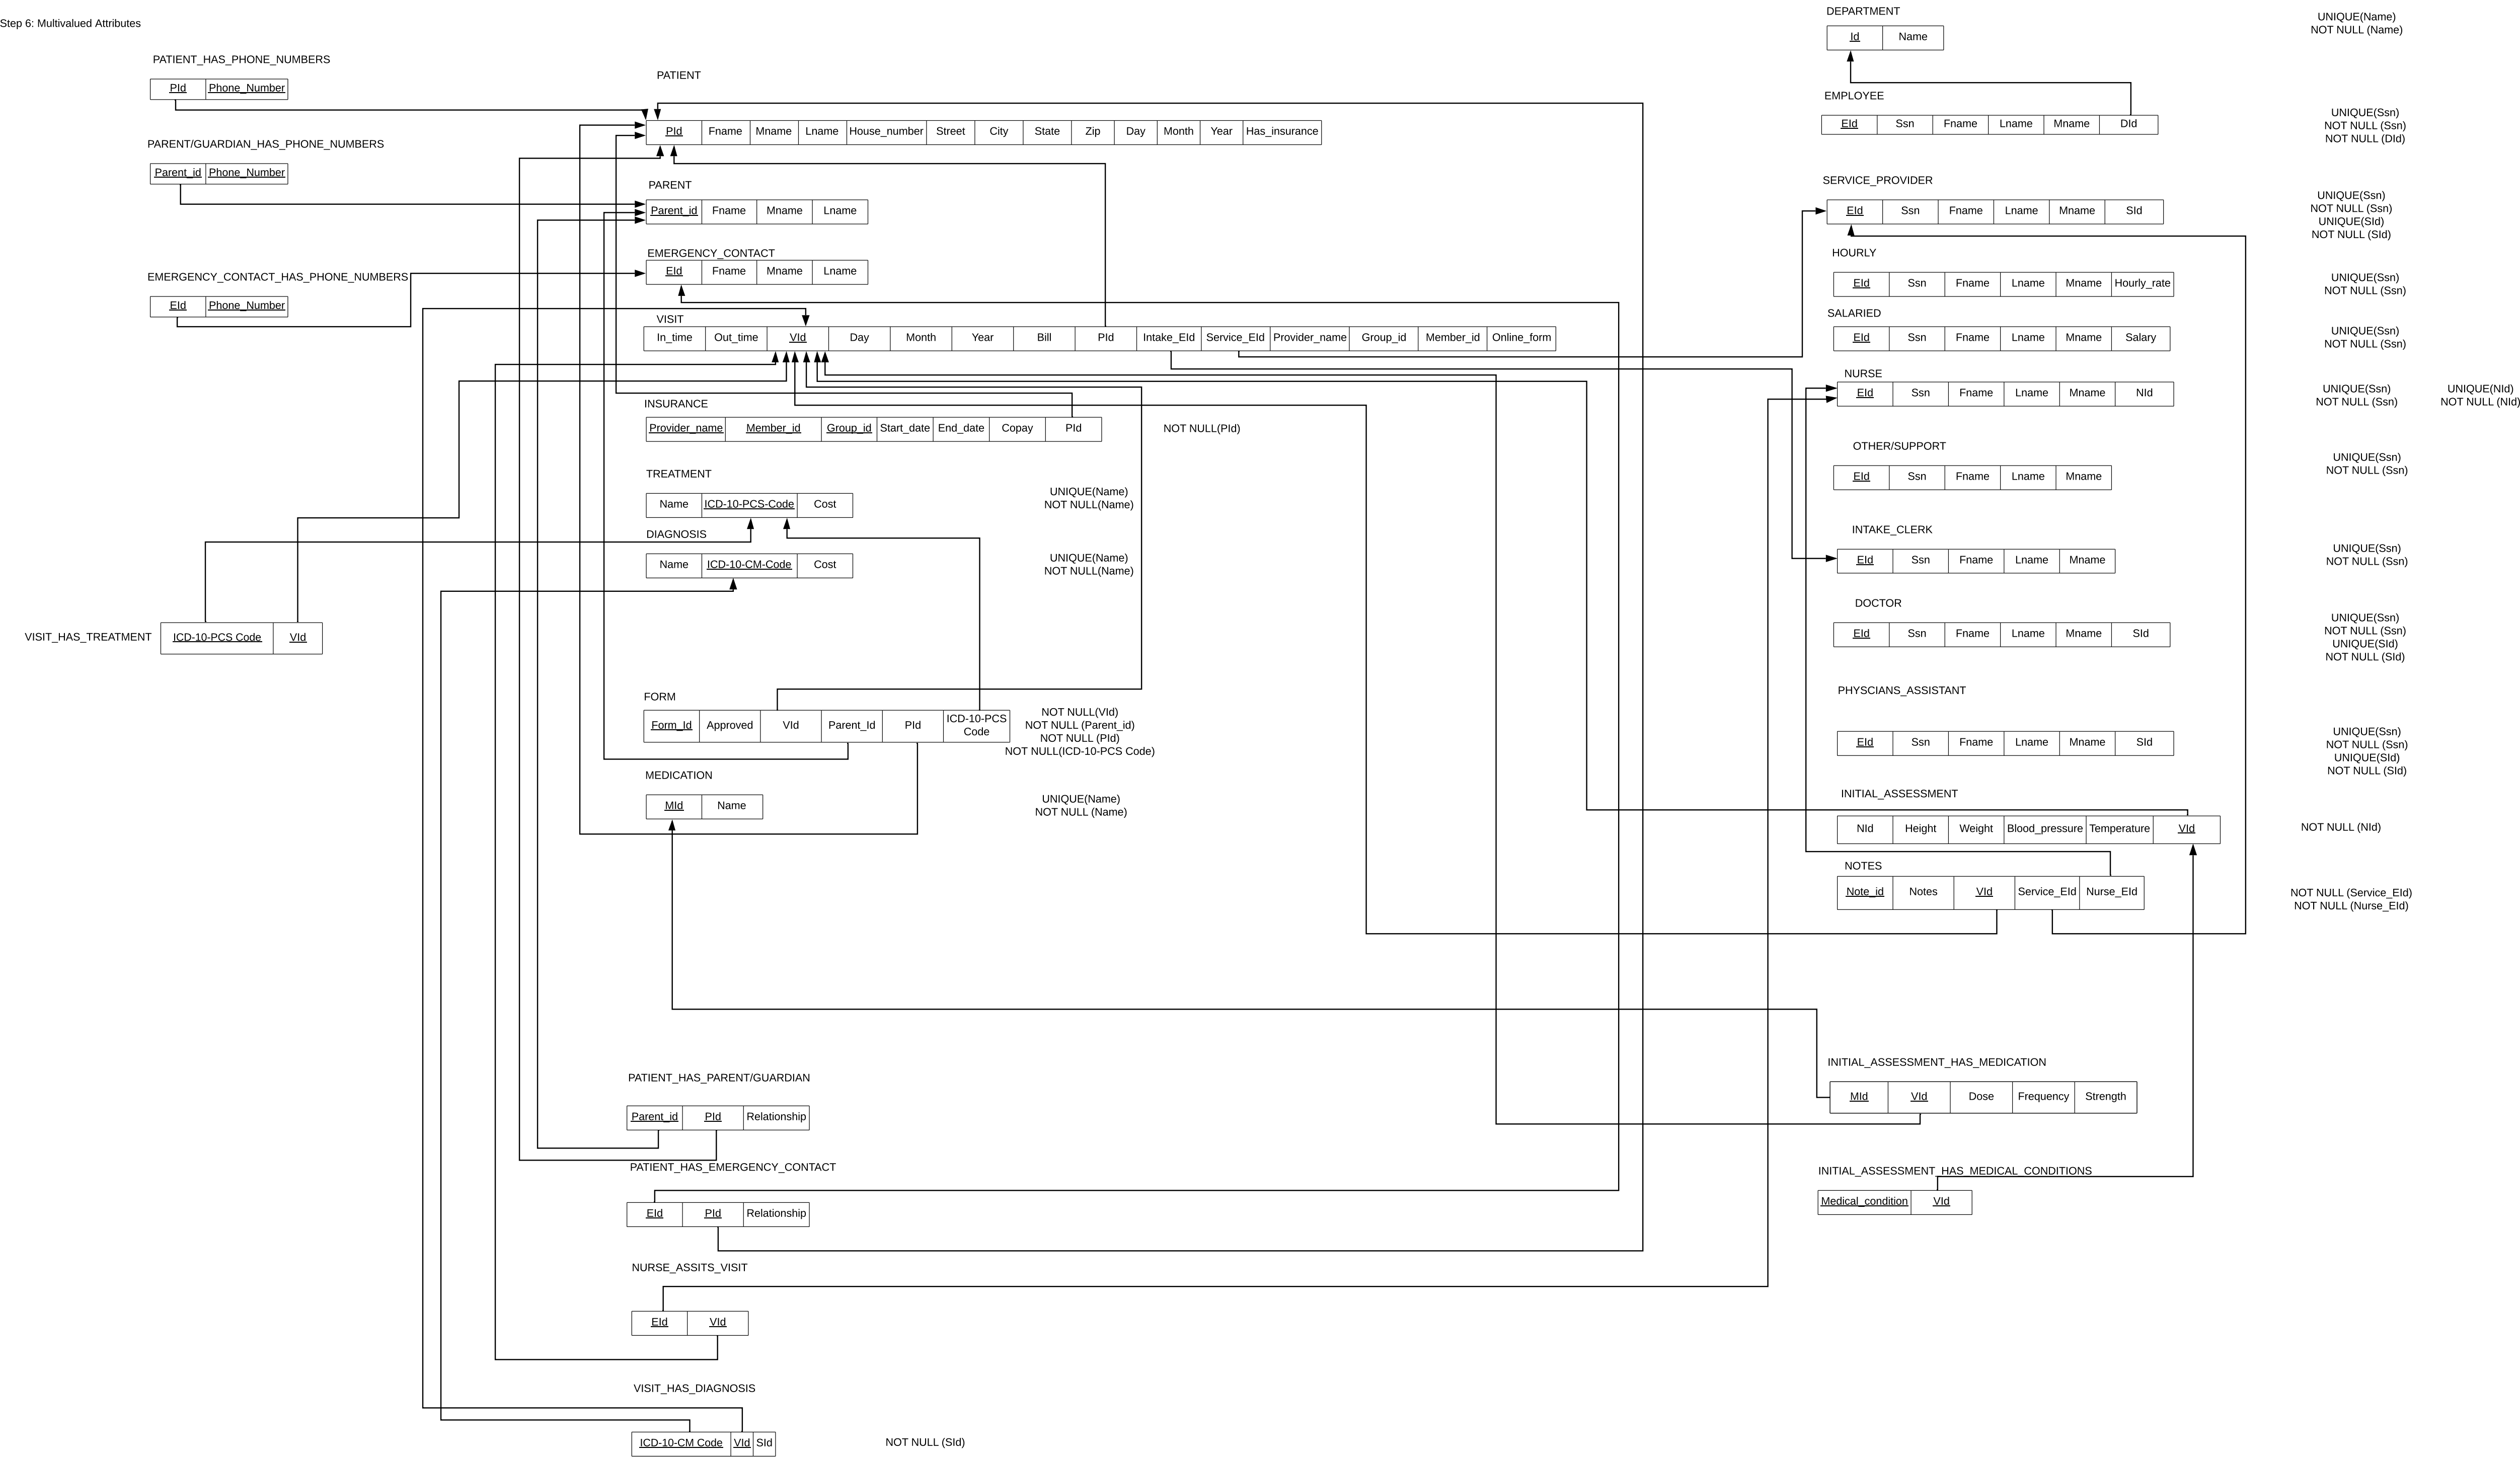 Step 6: Multivalued Attributes
PATIENT_HAS_PHONE_NUMBERS
PId Phone_Number
PARENT/GUARDIAN_HAS_PHONE_NUMBERS
Parent_id Phone_Number
EMERGENCY_CONTACT_HAS_PHONE_NUMBERS
EId Phone_Number
VISIT_HAS_TREATMENT
ICD-10-PCS Code VId
PATIENT
PId Fname Mname Lname House_number Street City State Zip Day Month Year Has_insurance
PARENT
Parent_id Fname Mname Lname
EMERGENCY_CONTACT
EId Fname Mname Lname
VISIT
In_time Out_time VId Day Month Year Bill PId Intake_EId Service_EId Provider_name Group_id Member_id Online_form
INSURANCE
Provider_name Member_id Group_id Start_date End_date Copay PId
NOT NULL(PId)
TREATMENT
Name ICD-10-PCS-Code Cost
UNIQUE(Name)
NOT NULL(Name)
DIAGNOSIS
Name ICD-10-CM-Code Cost
UNIQUE(Name)
NOT NULL(Name)
FORM
Form_Id Approved VId Parent_Id PId ICD-10-PCS
Code
NOT NULL(VId)
NOT NULL (Parent_id)
NOT NULL (PId)
NOT NULL(ICD-10-PCS Code)
MEDICATION
MId Name
UNIQUE(Name)
NOT NULL (Name)
PATIENT_HAS_PARENT/GUARDIAN
Parent_id PId Relationship
PATIENT_HAS_EMERGENCY_CONTACT
EId PId Relationship
NURSE_ASSITS_VISIT
EId VId
VISIT_HAS_DIAGNOSIS
ICD-10-CM Code VId SId
NOT NULL (SId)
DEPARTMENT
Id Name
UNIQUE(Name)
NOT NULL (Name)
EMPLOYEE
EId Ssn Fname Lname Mname DId
UNIQUE(Ssn)
NOT NULL (Ssn)
NOT NULL (DId)
SERVICE_PROVIDER
EId Ssn Fname Lname Mname SId
UNIQUE(Ssn)
NOT NULL (Ssn)
UNIQUE(SId)
NOT NULL (SId)
HOURLY
EId Ssn Fname Lname Mname Hourly_rate
UNIQUE(Ssn)
NOT NULL (Ssn)
SALARIED
EId Ssn Fname Lname Mname Salary
UNIQUE(Ssn)
NOT NULL (Ssn)
NURSE
EId Ssn Fname Lname Mname NId
UNIQUE(Ssn)
NOT NULL (Ssn)
UNIQUE(NId)
NOT NULL (NId)
OTHER/SUPPORT
EId Ssn Fname Lname Mname
UNIQUE(Ssn)
NOT NULL (Ssn)
INTAKE_CLERK
EId Ssn Fname Lname Mname
UNIQUE(Ssn)
NOT NULL (Ssn)
DOCTOR
EId Ssn Fname Lname Mname SId
UNIQUE(Ssn)
NOT NULL (Ssn)
UNIQUE(SId)
NOT NULL (SId)
PHYSCIANS_ASSISTANT
EId Ssn Fname Lname Mname SId
UNIQUE(Ssn)
NOT NULL (Ssn)
UNIQUE(SId)
NOT NULL (SId)
INITIAL_ASSESSMENT
NId Height Weight Blood_pressure Temperature VId
NOT NULL (NId)
NOTES
Note_id Notes VId Service_EId Nurse_EId
NOT NULL (Service_EId)
NOT NULL (Nurse_EId)
INITIAL_ASSESSMENT_HAS_MEDICATION
MId VId Dose Frequency Strength
INITIAL_ASSESSMENT_HAS_MEDICAL_CONDITIONS
Medical_condition VId